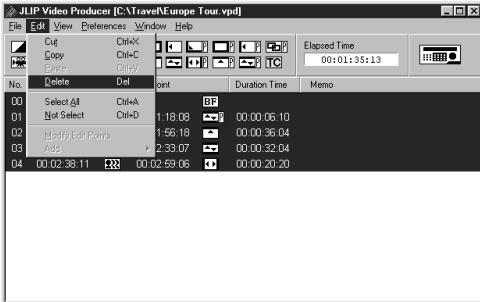 JLIP Video Producer [C:\Travel\Europe Tour.vpd]
File Edit View Preferences Window Help
Cut Ctrl+X
Copy Ctrl+C
Paste Ctrl+V
Delete Del
Select All Ctrl+A
Not Select Ctrl+D
Modify Edit Points
Add
P P P P
P P P TC
Elapsed Time
00:01:35:13
No. oint Duration Time Memo
00 BF
01 1:18:08 P 00:00:06:10
02 1:56:18 00:00:36:04
03 2:33:07 00:00:32:04
04 00:02:38:11 00:02:59:06 00:00:20:20